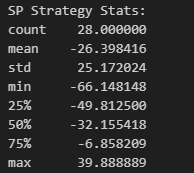 SP Strategy Stats:
count 28.000000
mean -26.398416
std 25.172024
min -66.148148
25% -49.812500
50% -32.155418
75% -6.858209
max 39.888889